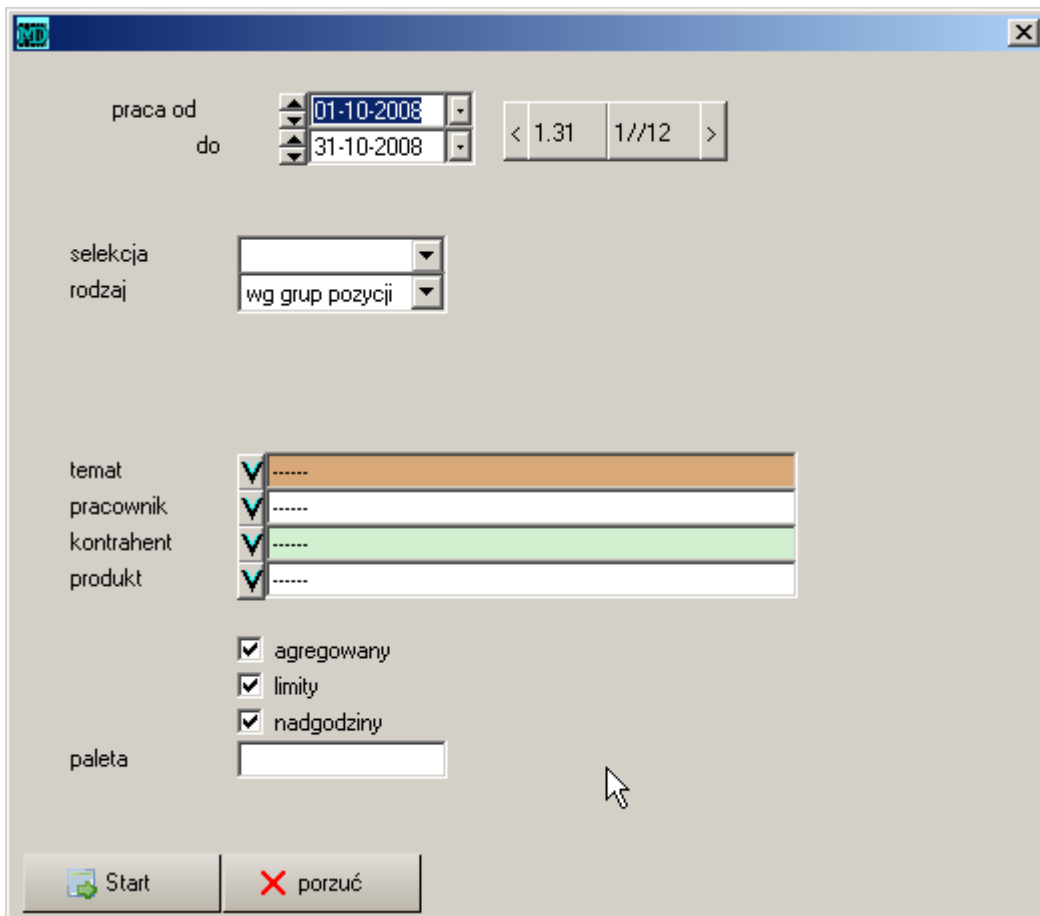 MD
praca od 01-10-2008
do 31-10-2008
< 1.31 1//12 >
selekcja
rodzaj wg grup pozycji
temat V ------
pracownik V ------
kontrahent V ------
produkt V ------
agregowany
limity
nadgodziny
paleta
Start porzuć